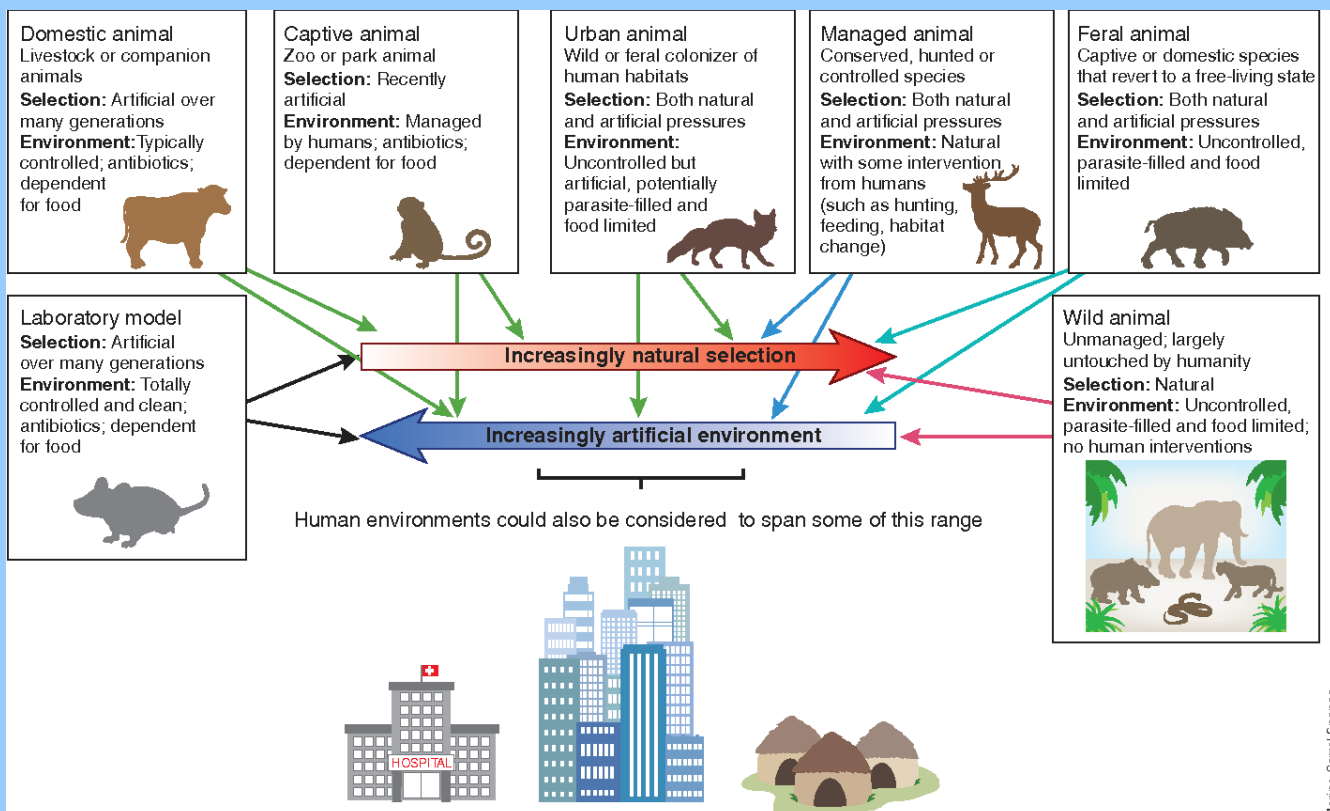 Domestic animal
Livestock or companion
animals
Selection: Artificial over
many generations
Environment:Typically
controlled; antibiotics;
dependent
for food
Captive animal
Zoo or park animal
Selection: Recently
artificial
Environment: Managed
by humans; antibiotics;
dependent for food
Urban animal
Wild or feral colonizer of
human habitats
Selection: Both natural
and artificial pressures
Environment:
Uncontrolled but
artificial, potentially
parasite-filled and
food limited
Managed animal
Conserved, hunted or
controlled species
Selection: Both natural
and artificial pressures
Environment: Natural
with some intervention
from humans
(such as hunting,
feeding, habitat
change)
Feral animal
Captive or domestic species
that revert to a free-living state
Selection: Both natural
and artificial pressures
Environment: Uncontrolled,
parasite-filled and food
limited
Laboratory model
Selection: Artificial
over many generations
Environment: Totally
controlled and clean;
antibiotics; dependent
for food
Increasingly natural selection
Increasingly artificial environment
Wild animal
Unmanaged; largely
untouched by humanity
Selection: Natural
Environment: Uncontrolled,
parasite-filled and food limited;
no human interventions
Human environments could also be considered to span some of this range
HOSPITAL